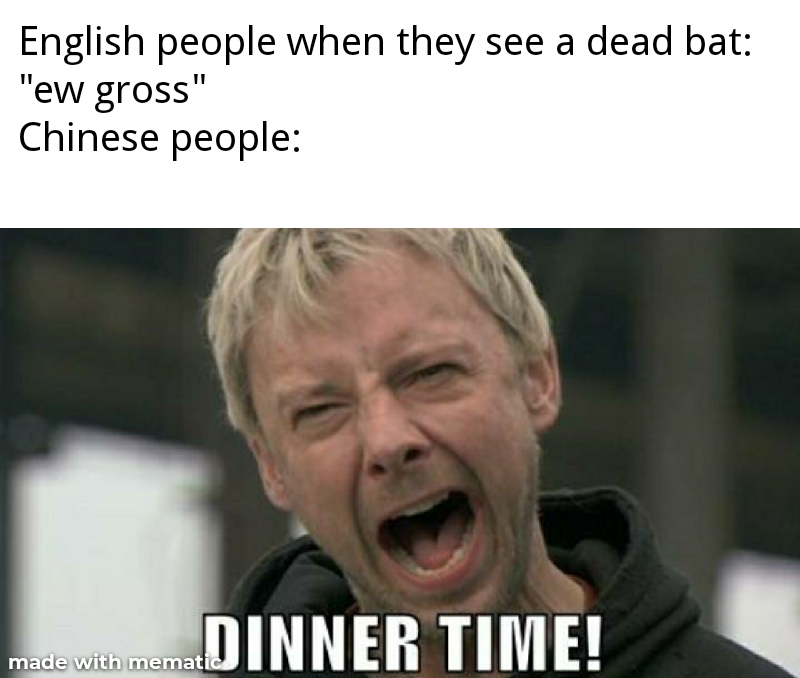 English people when they see a dead bat:
"ew gross"
Chinese people:
DINNER TIME!
made with mematic